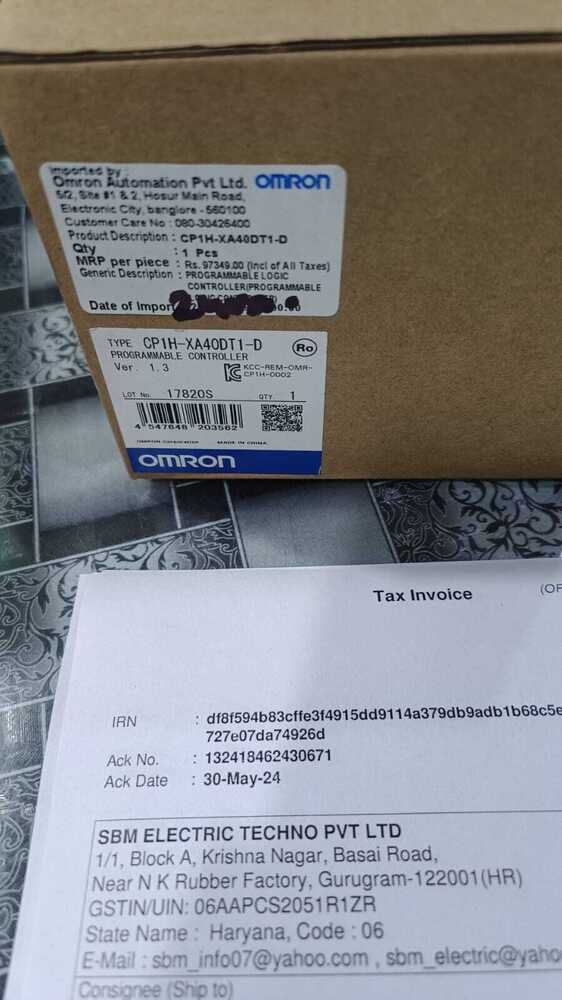 Imported by :
Omron Automation Pvt Ltd. OMRON
5/2, Site #1 & 2, Hosur Main Road,
Electronic City, banglore - 560100
Customer Care No : 080-30426400
Product Description : CP1H-XA40DT1-D
Qty : 1 Pcs
MRP per piece : Rs. 97349.00 (Incl of All Taxes)
Generic Description : PROGRAMMABLE LOGIC
CONTROLLER(PROGRAMMABLE
Date of Import
TYPE CP1H-XA40DT1-D
PROGRAMMABLE CONTROLLER
Ver. 1.3
Ro
KCC-REM-OMR-
CP1H-0002
LOT No. 17820S QTY. 1
4 547648 203562
OMRON Corporation MADE IN CHINA
OMRON
Tax Invoice (OR
IRN : df8f594b83cffe3f4915dd9114a379db9adb1b68c5e
727e07da74926d
Ack No. : 132418462430671
Ack Date : 30-May-24
SBM ELECTRIC TECHNO PVT LTD
1/1, Block A, Krishna Nagar, Basai Road,
Near N K Rubber Factory, Gurugram-122001(HR)
GSTIN/UIN: 06AAPCS2051R1ZR
State Name : Haryana, Code : 06
E-Mail : sbm_info07@yahoo.com , sbm_electric@yaho
Consignee (Ship to)